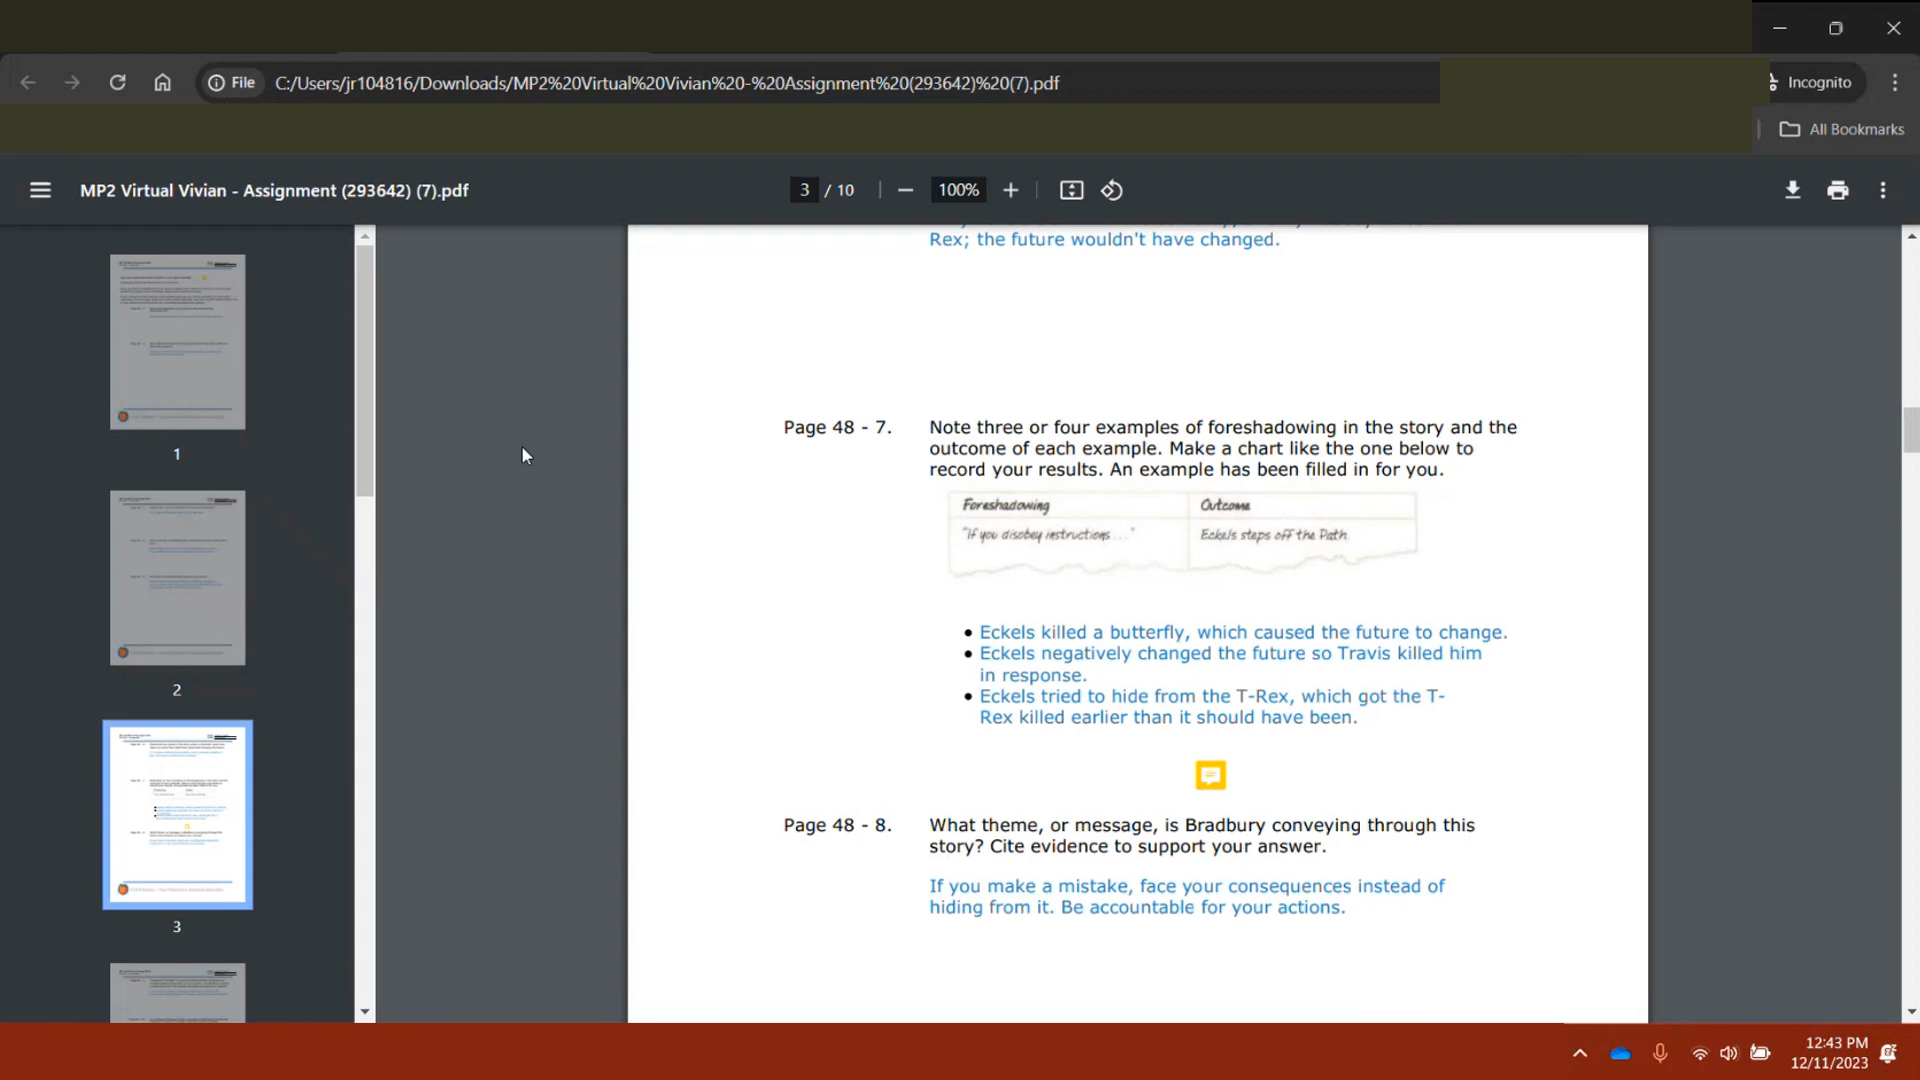 File
C:/Users/jr104816/Downloads/MP2%20Virtual%20Vivian%20-%20Assignment%20(293642)%20(7).pdf
Incognito
All Bookmarks
MP2 Virtual Vivian - Assignment (293642) (7).pdf
3 / 10
100%
1
2
3
Rex; the future wouldn't have changed.
Page 48 - 7. Note three or four examples of foreshadowing in the story and the
outcome of each example. Make a chart like the one below to
record your results. An example has been filled in for you.
Foreshadowing Outcome
"If you disobey instructions..." Eckels steps off the Path
• Eckels killed a butterfly, which caused the future to change.
• Eckels negatively changed the future so Travis killed him
in response.
• Eckels tried to hide from the T-Rex, which got the T-
Rex killed earlier than it should have been.
Page 48 - 8. What theme, or message, is Bradbury conveying through this
story? Cite evidence to support your answer.
If you make a mistake, face your consequences instead of
hiding from it. Be accountable for your actions.
12:43 PM
12/11/2023